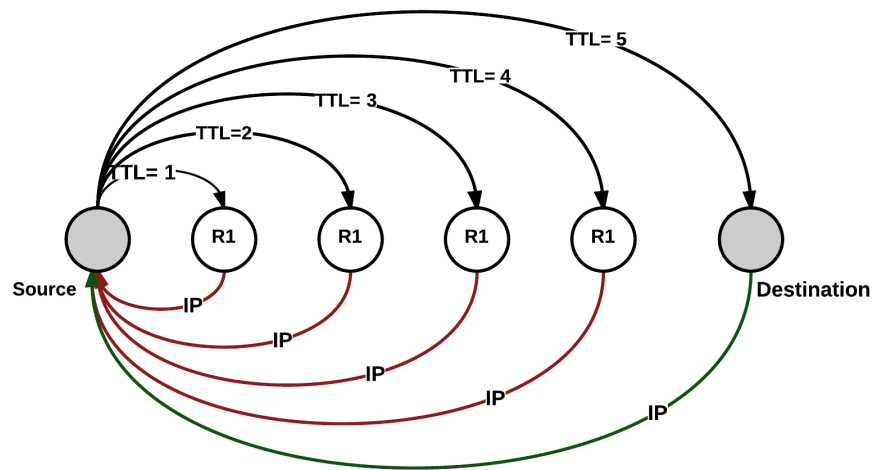 TTL= 5
TTL= 4
TTL= 3
TTL=2
TTL= 1
R1
R1
R1
R1
Source
Destination
IP
IP
IP
IP
IP